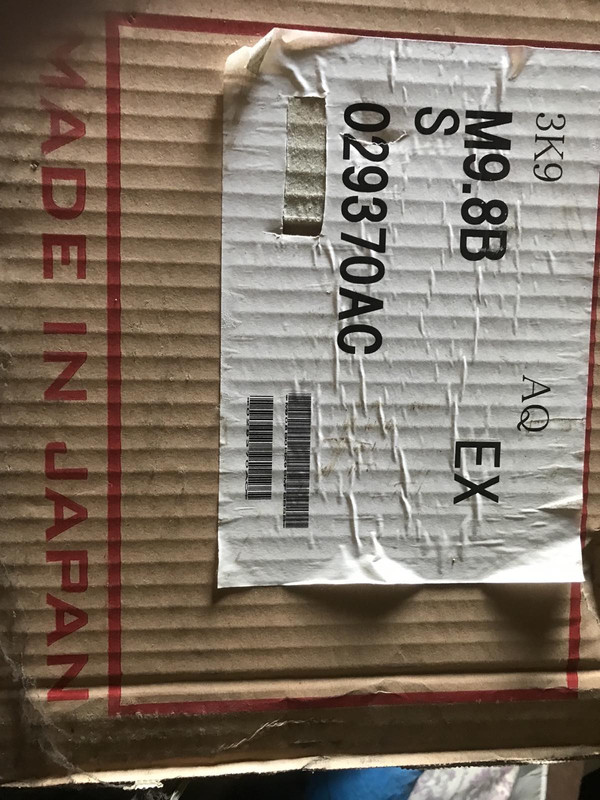 3K9 AQ
M9.8B EX
S
029370AC
MADE IN JAPAN